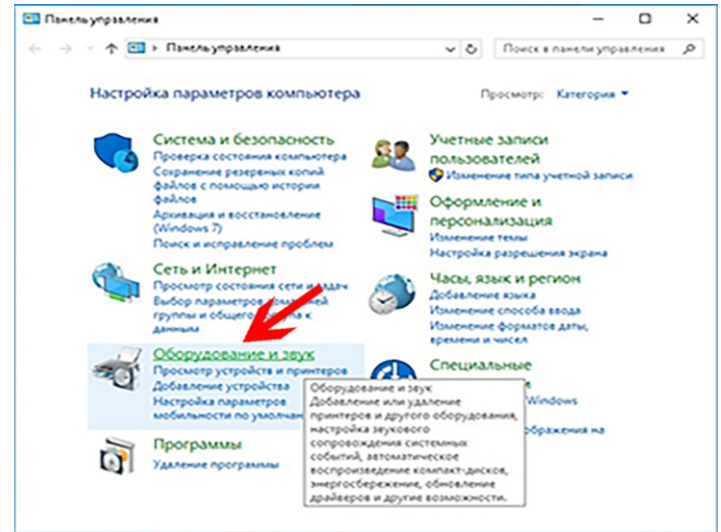 Панель управления
Панель управления
Поиск в панели управления
Настройка параметров компьютера
Просмотр: Категория
Система и безопасность
Проверка состояния компьютера
Сохранение резервных копий
файлов с помощью истории
файлов
Архивация и восстановление
(Windows 7)
Поиск и исправление проблем
Сеть и Интернет
Просмотр состояния сети и задач
Выбор параметров домашней
группы и общего доступа к
данным
Оборудование и звук
Просмотр устройств и принтеров
Добавление устройства
Настройка параметров
мобильности по умолчан
Программы
Удаление программы
Учетные записи
пользователей
Изменение типа учетной записи
Оформление и
персонализация
Изменение темы
Настройка разрешения экрана
Часы, язык и регион
Добавление языка
Изменение способа ввода
Изменение форматов даты,
времени и чисел
Специальные
Windows
ображения на
Оборудование и звук
Добавление или удаление
принтеров и другого оборудования,
настройка звукового
сопровождения системных
событий, автоматическое
воспроизведение компакт-дисков,
энергосбережение, обновление
драйверов и другие возможности.